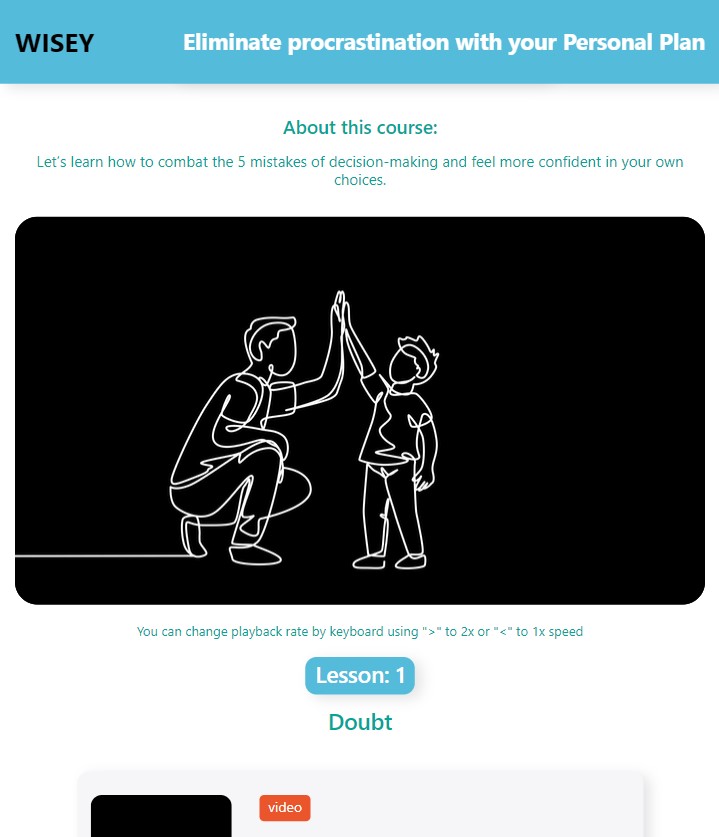 WISEY
Eliminate procrastination with your Personal Plan
About this course:
Let's learn how to combat the 5 mistakes of decision-making and feel more confident in your own
choices.
You can change playback rate by keyboard using ">" to 2x or "<" to 1x speed
Lesson: 1
Doubt
video